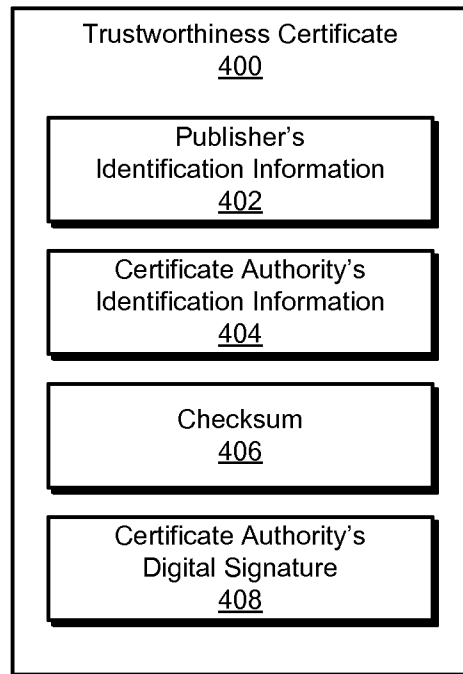 Trustworthiness Certificate
400
Publisher's
Identification Information
402
Certificate Authority's
Identification Information
404
Checksum
406
Certificate Authority's
Digital Signature
408